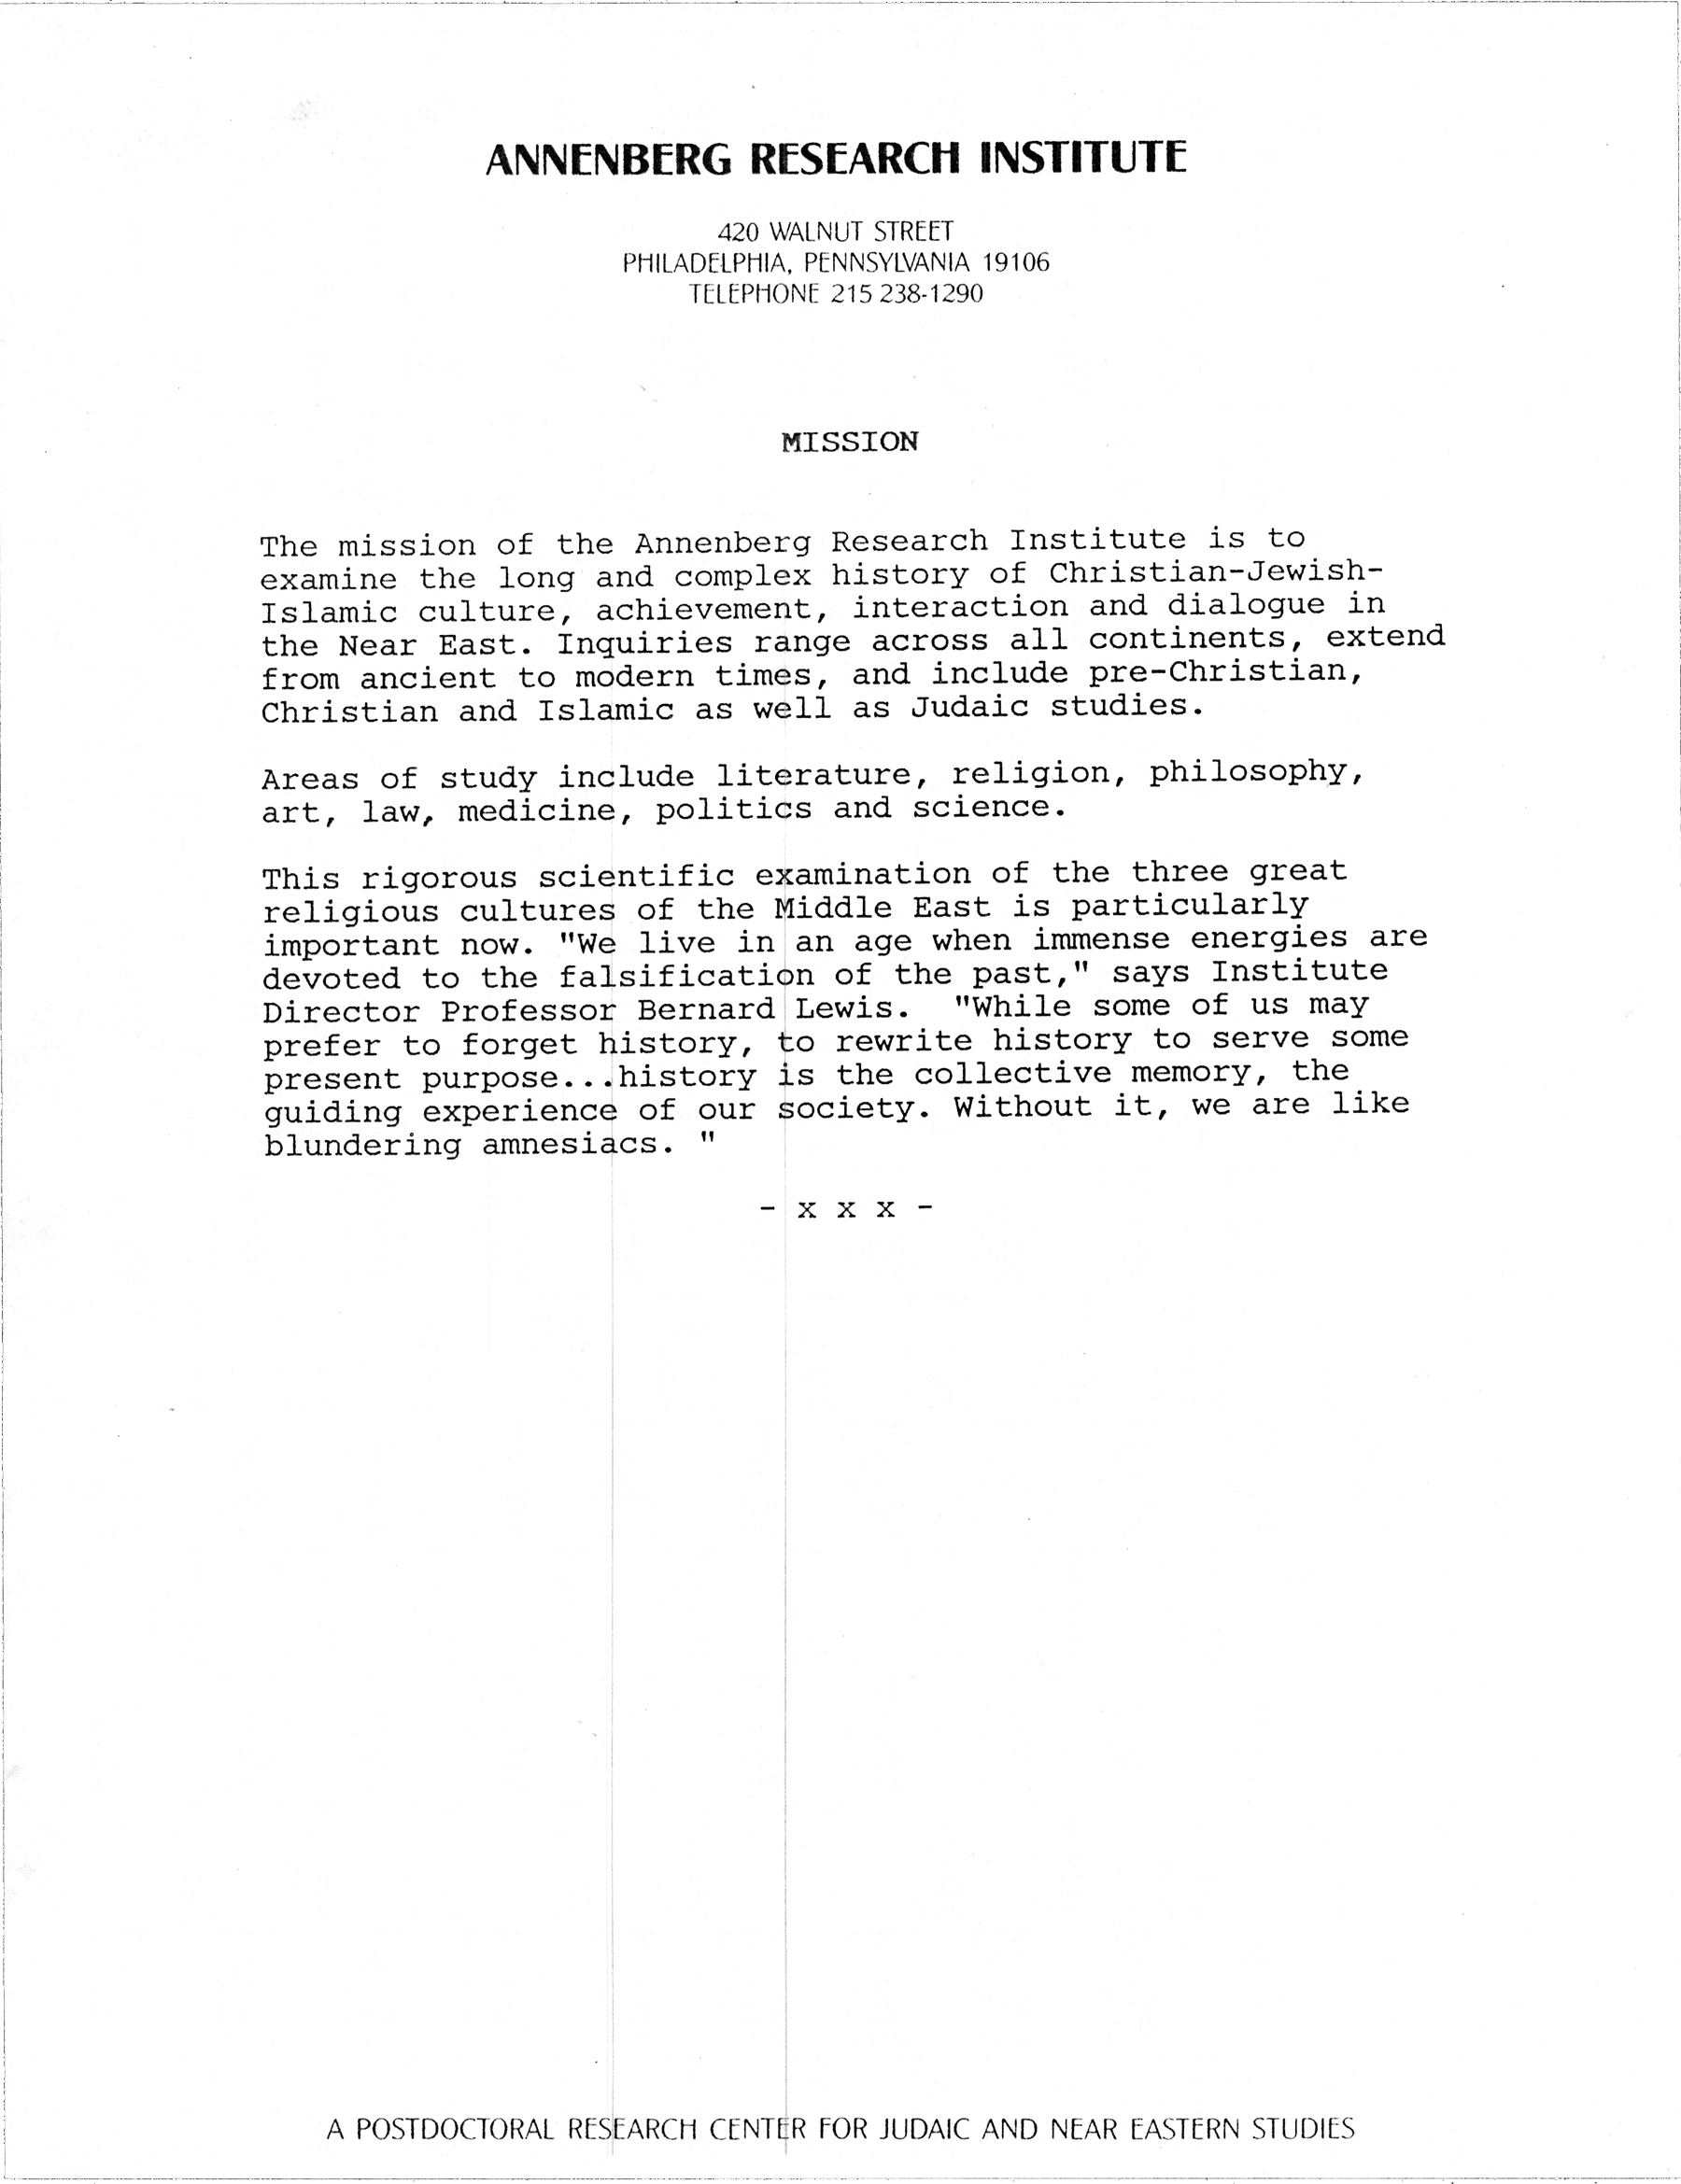 ANNENBERG RESEARCH INSTITUTE
420 WALNUT STREET
PHILADELPHIA, PENNSYLVANIA 19106
TELEPHONE 215 238-1290
MISSION
The mission of the Annenberg Research Institute is to
examine the long and complex history of Christian-Jewish-
Islamic culture, achievement, interaction and dialogue in
the Near East. Inquiries range across all continents, extend
from ancient to modern times, and include pre-Christian,
Christian and Islamic as well as Judaic studies.
Areas of study include literature, religion, philosophy,
art, law, medicine, politics and science.
This rigorous scientific examination of the three great
religious cultures of the Middle East is particularly
important now. "We live in an age when immense energies are
devoted to the falsification of the past," says Institute
Director Professor Bernard Lewis.  "While some of us may
prefer to forget history, to rewrite history to serve some
present purpose...history is the collective memory, the
guiding experience of our society. Without it, we are like
blundering amnesiacs. "
- x x x -
A POSTDOCTORAL RESEARCH CENTER FOR JUDAIC AND NEAR EASTERN STUDIES